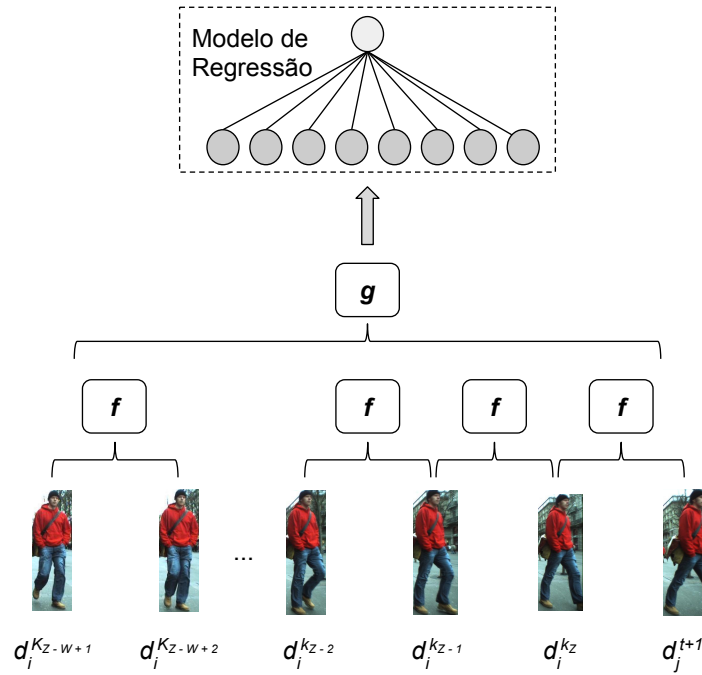 Modelo de
Regressão
g
f f f f
...
d_i^{K_{Z - W + 1}} d_i^{K_{Z - W + 2}} d_i^{k_{Z - 2}} d_i^{k_{Z - 1}} d_i^{k_Z} d_j^{t+1}